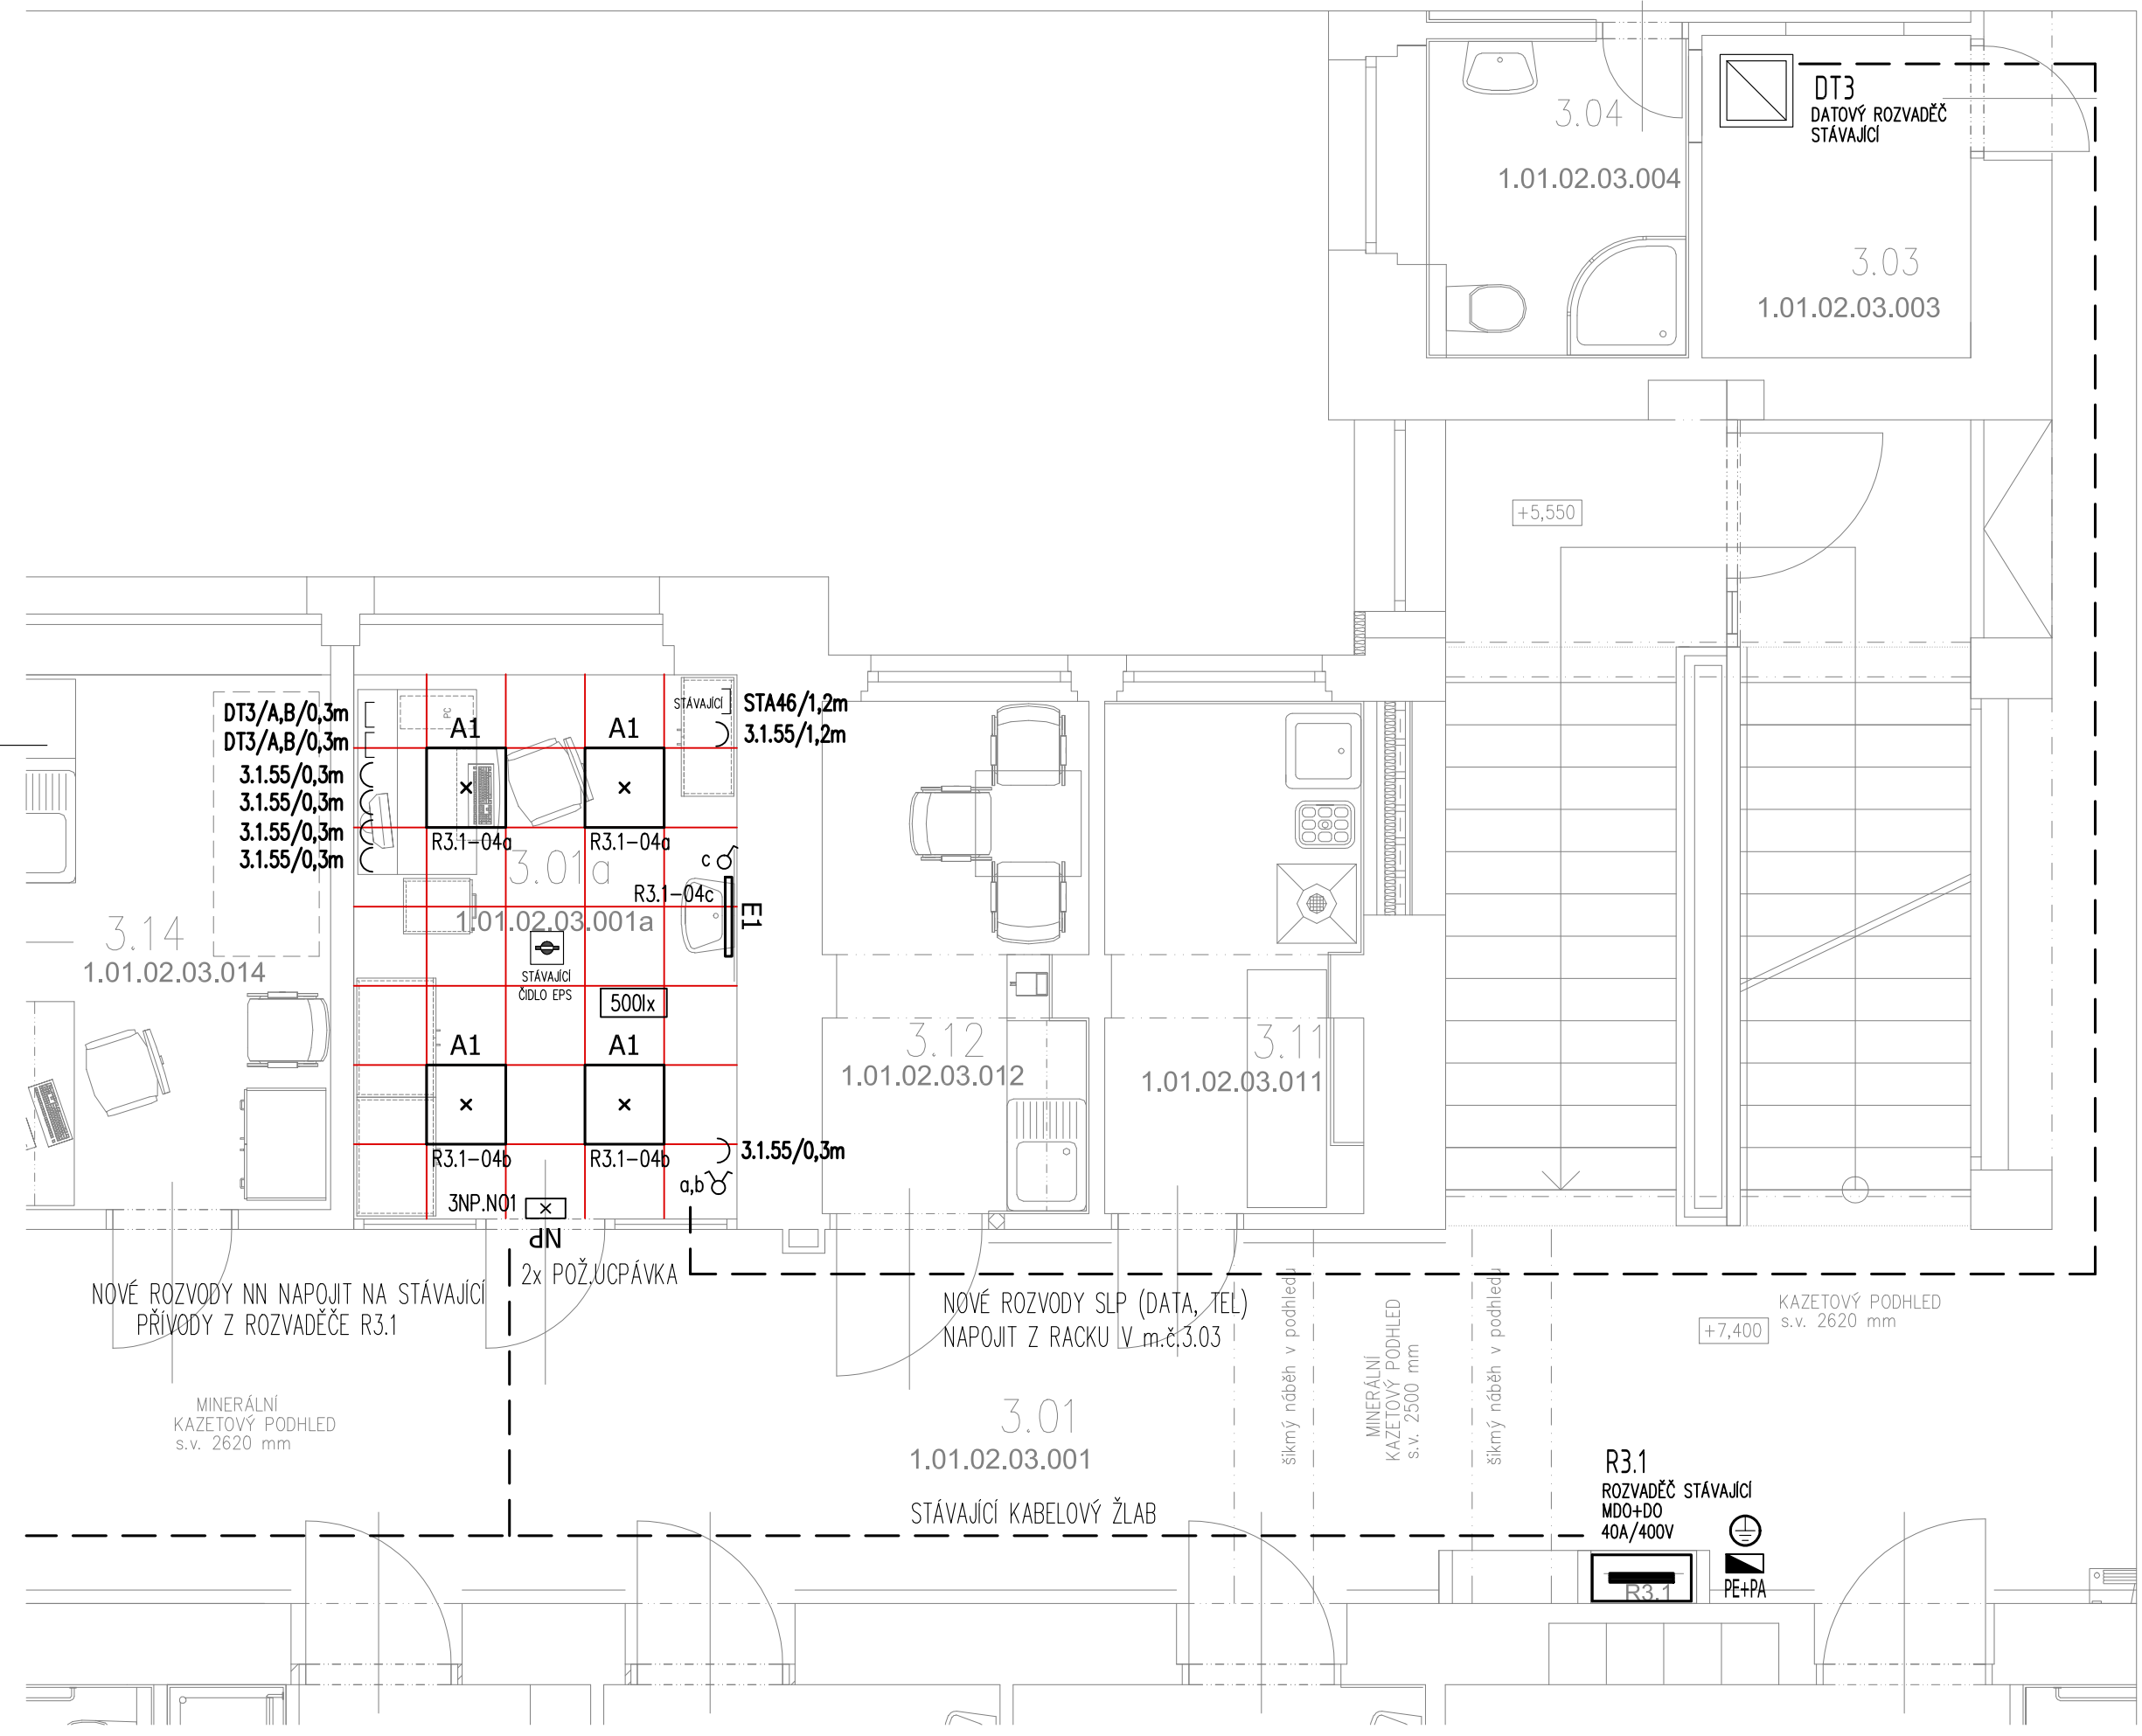 3.04
1.01.02.03.004
DT3
DATOVÝ ROZVADĚČ
STÁVAJÍCÍ
3.03
1.01.02.03.003
+5,550
DT3/A,B/0,3m
DT3/A,B/0,3m
3.1.55/0,3m
3.1.55/0,3m
3.1.55/0,3m
3.1.55/0,3m
PC
A1
A1
STÁVAJÍCÍ
STA46/1,2m
3.1.55/1,2m
R3.1-04a
R3.1-04a
3.01a
1.01.02.03.001a
c
R3.1-04c
E1
STÁVAJÍCÍ
ČIDLO EPS
500lx
A1
A1
R3.1-04b
R3.1-04b
3.1.55/0,3m
a,b
3NP.NO1
NP
2x POŽ.UCPÁVKA
3.14
1.01.02.03.014
3.12
1.01.02.03.012
3.11
1.01.02.03.011
NOVÉ ROZVODY NN NAPOJIT NA STÁVAJÍCÍ
PŘÍVODY Z ROZVADĚČE R3.1
NOVÉ ROZVODY SLP (DATA, TEL)
NAPOJIT Z RACKU V m.č.3.03
MINERÁLNÍ
KAZETOVÝ PODHLED
s.v. 2620 mm
3.01
1.01.02.03.001
STÁVAJÍCÍ KABELOVÝ ŽLAB
šikmý náběh v podhledu
MINERÁLNÍ
KAZETOVÝ PODHLED
s.v. 2500 mm
šikmý náběh v podhledu
KAZETOVÝ PODHLED
s.v. 2620 mm
+7,400
R3.1
ROZVADĚČ STÁVAJÍCÍ
MDO+DO
40A/400V
R3.1
PE+PA